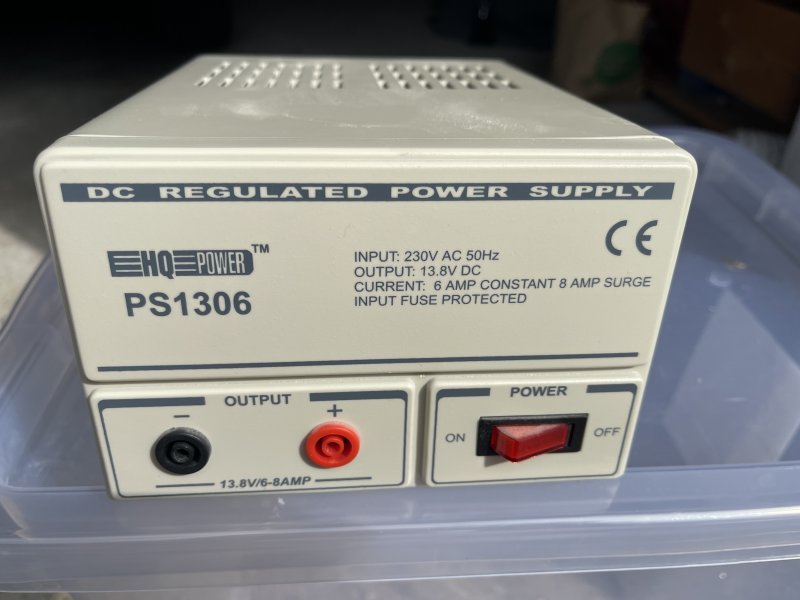 DC REGULATED POWER SUPPLY
HQ POWER™
PS1306
CE
INPUT: 230V AC 50Hz
OUTPUT: 13.8V DC
CURRENT: 6 AMP CONSTANT 8 AMP SURGE
INPUT FUSE PROTECTED
OUTPUT
- +
13.8V/6-8AMP
POWER
ON OFF